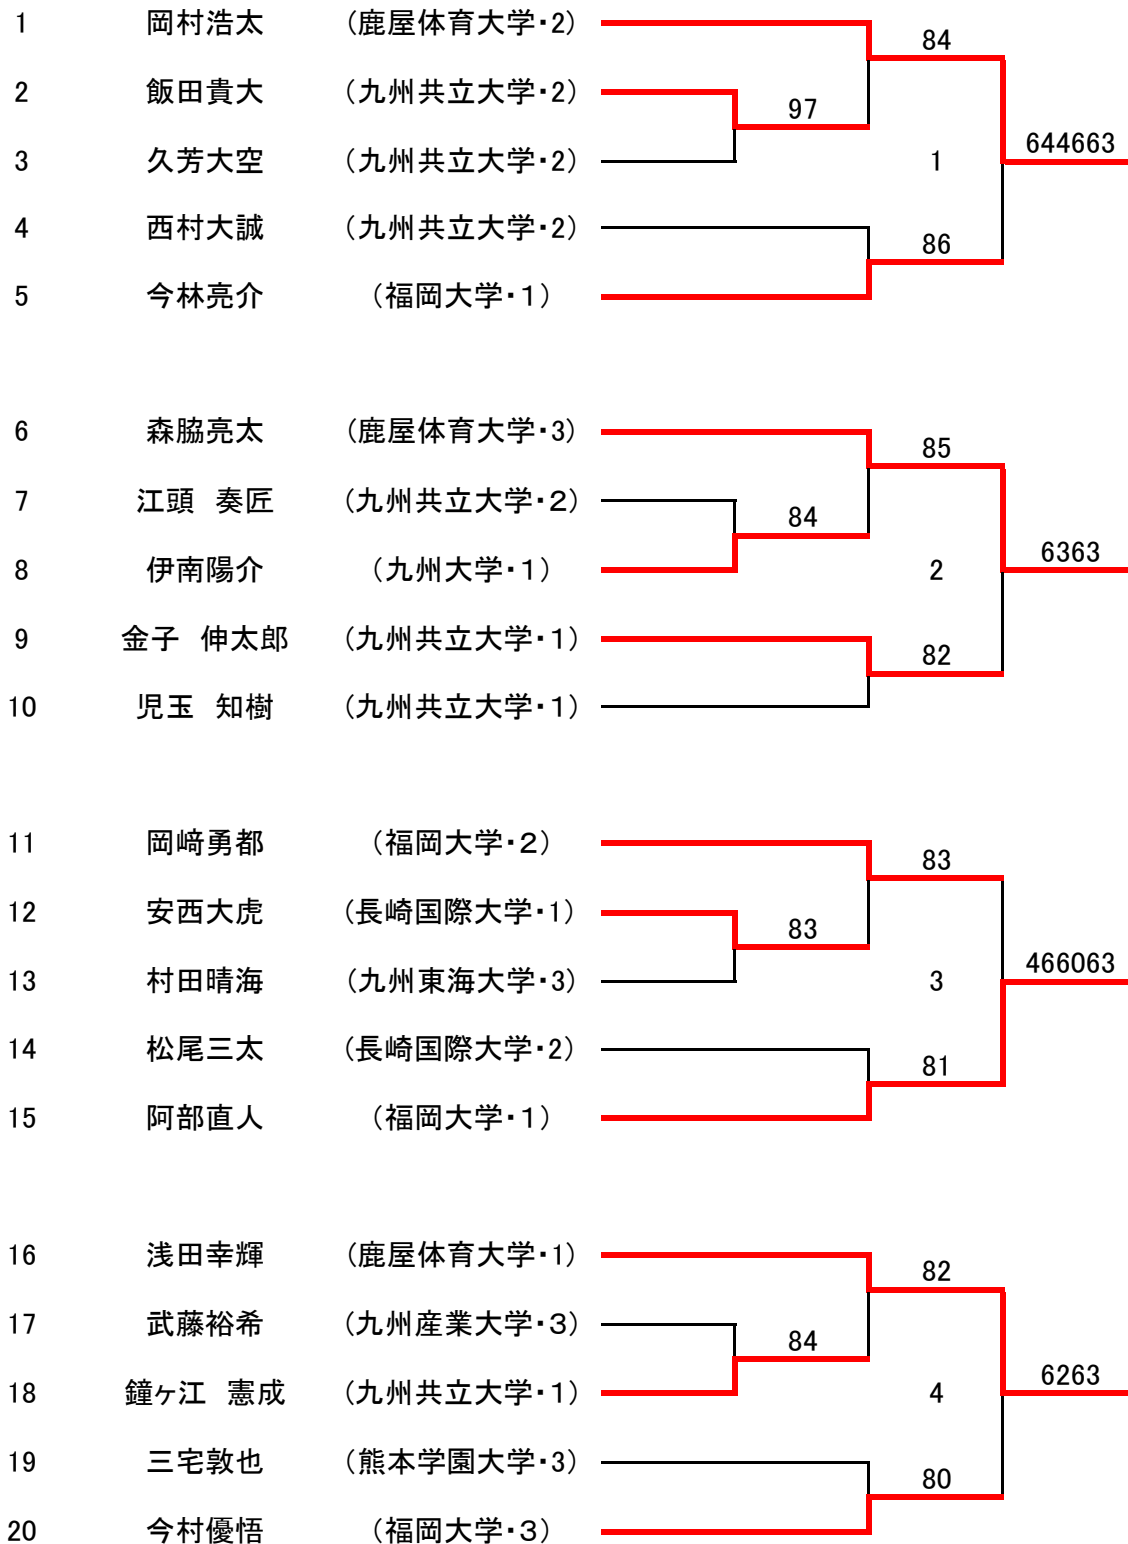 1 岡村浩太 (鹿屋体育大学・2)
84
2 飯田貴大 (九州共立大学・2)
97
3 久芳大空 (九州共立大学・2) 1 644663
4 西村大誠 (九州共立大学・2)
86
5 今林亮介 (福岡大学・1)
6 森脇亮太 (鹿屋体育大学・3)
85
7 江頭　奏匠 (九州共立大学・2)
84
8 伊南陽介 (九州大学・1) 2 6363
9 金子　伸太郎 (九州共立大学・1)
82
10 児玉　知樹 (九州共立大学・1)
11 岡﨑勇都 (福岡大学・2)
83
12 安西大虎 (長崎国際大学・1)
83
13 村田晴海 (九州東海大学・3) 3 466063
14 松尾三太 (長崎国際大学・2)
81
15 阿部直人 (福岡大学・1)
16 浅田幸輝 (鹿屋体育大学・1)
82
17 武藤裕希 (九州産業大学・3)
84
18 鐘ヶ江　憲成 (九州共立大学・1) 4 6263
19 三宅敦也 (熊本学園大学・3)
80
20 今村優悟 (福岡大学・3)